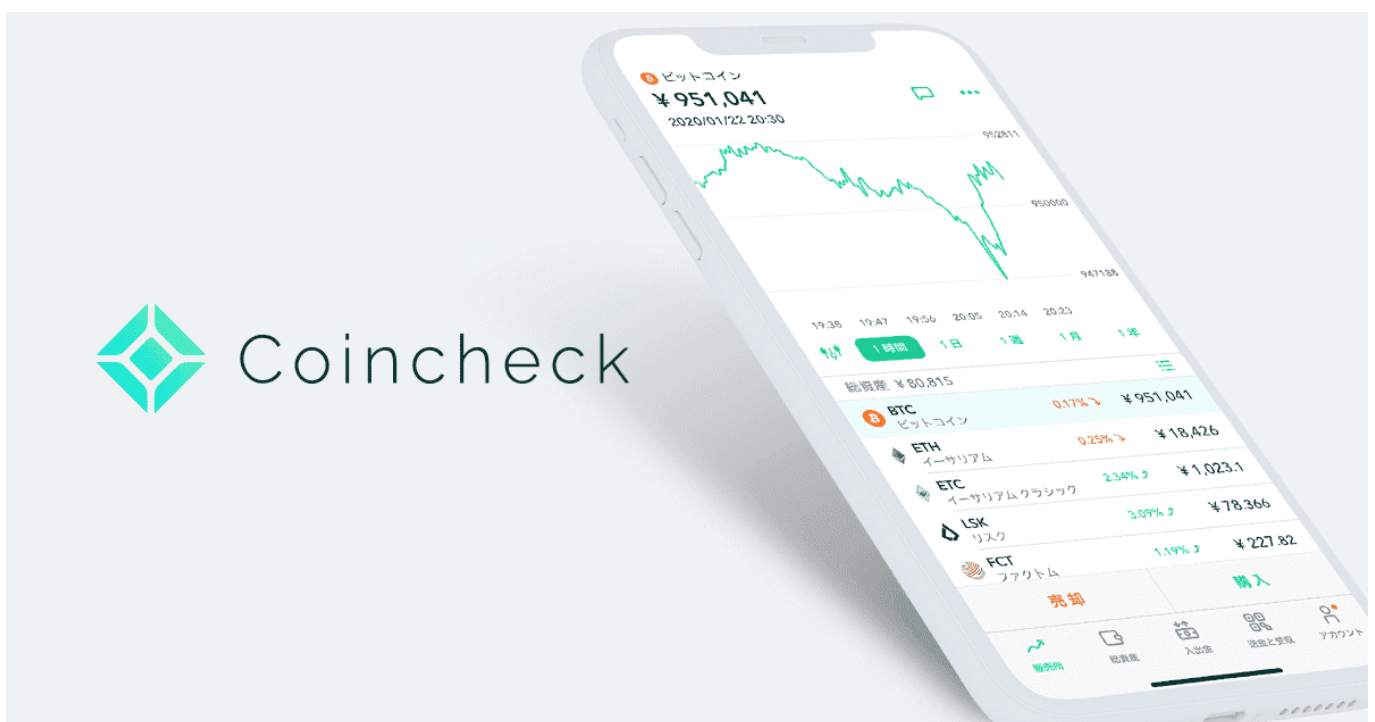 Coincheck
ビットコイン
¥951,041
2020/01/22 20:30
952811
950000
947188
19:38 19:47 19:56 20:05 20:14 20:23
1時間 1日 1週 1月 1年
総資産 ¥80,815
BTC 0.17% ¥951,041
ビットコイン
ETH 0.25% ¥18,426
イーサリアム
ETC 2.34% ¥1,023.1
イーサリアムクラシック
LSK 3.09% ¥78.366
リスク
FCT 1.19% ¥227.82
ファクトム
売却 購入
販売所 総資産 入出金 送金と受取 アカウント